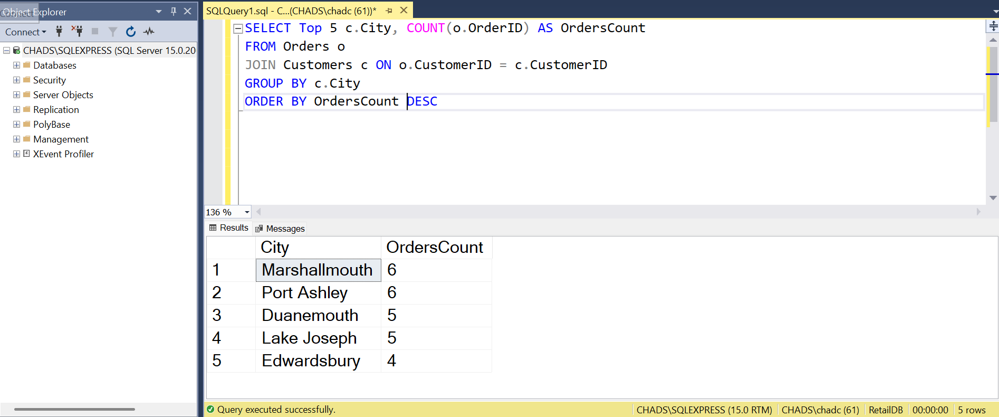 Object Explorer
Connect
CHADS\SQLEXPRESS (SQL Server 15.0.20
Databases
Security
Server Objects
Replication
PolyBase
Management
XEvent Profiler
SQLQuery1.sql - C...(CHADS\chadc (61))*
SELECT Top 5 c.City, COUNT(o.OrderID) AS OrdersCount
FROM Orders o
JOIN Customers c ON o.CustomerID = c.CustomerID
GROUP BY c.City
ORDER BY OrdersCount DESC
136 %
Results Messages
City OrdersCount
1 Marshallmouth 6
2 Port Ashley 6
3 Duanemouth 5
4 Lake Joseph 5
5 Edwardsbury 4
Query executed successfully. CHADS\SQLEXPRESS (15.0 RTM) CHADS\chadc (61) RetailDB 00:00:00 5 rows